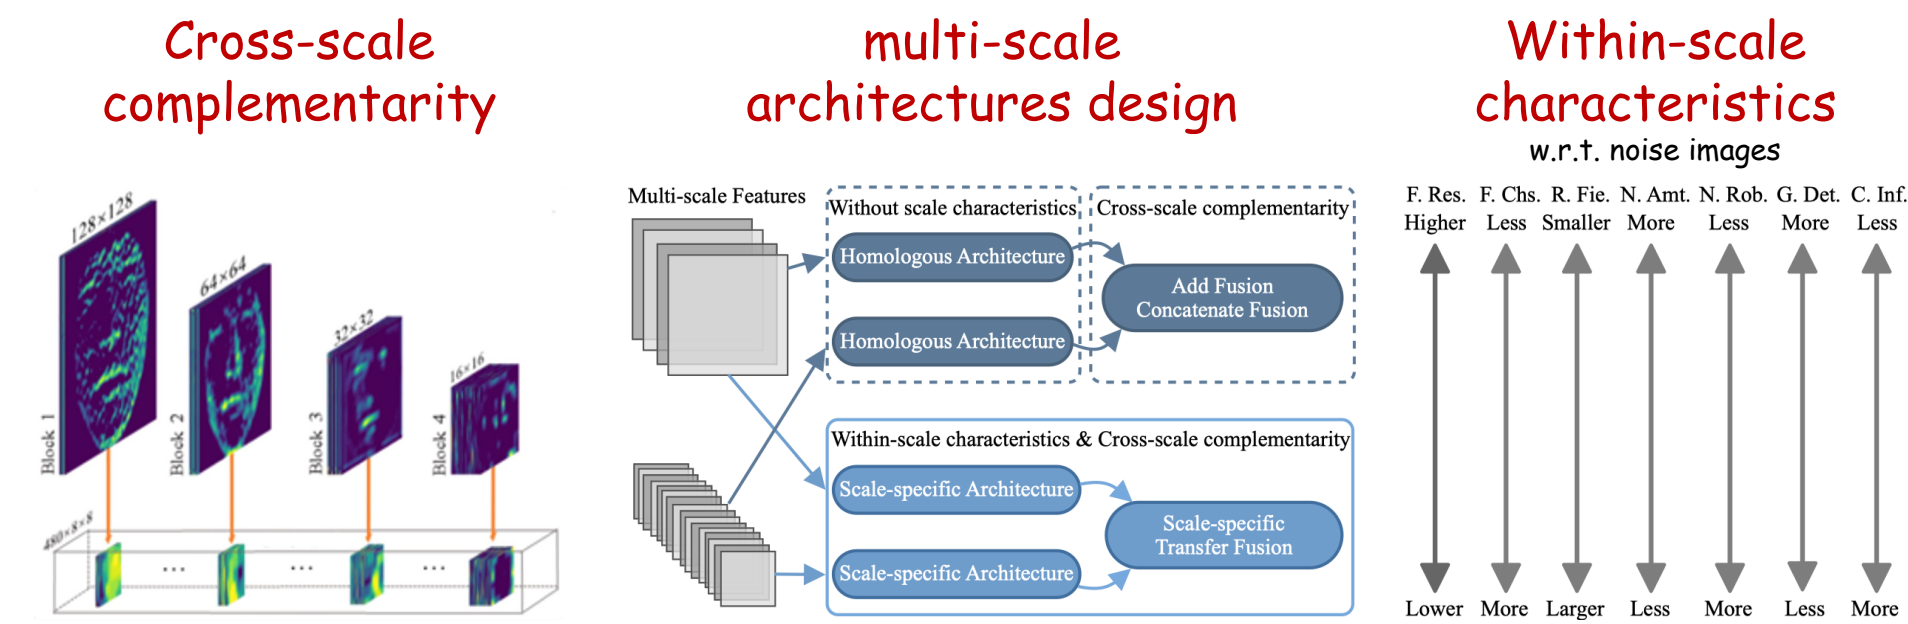 Cross-scale
complementarity
128×128
64×64
32×32
16×16
Block 1
Block 2
Block 3
Block 4
480×8×8
... ... ...
multi-scale
architectures design
Multi-scale Features
Without scale characteristics
Cross-scale complementarity
Homologous Architecture
Homologous Architecture
Add Fusion
Concatenate Fusion
Within-scale characteristics & Cross-scale complementarity
Scale-specific Architecture
Scale-specific Architecture
Scale-specific
Transfer Fusion
Within-scale
characteristics
w.r.t. noise images
F. Res. F. Chs. R. Fie. N. Amt. N. Rob. G. Det. C. Inf.
Higher Less Smaller More Less More Less
Lower More Larger Less More Less More